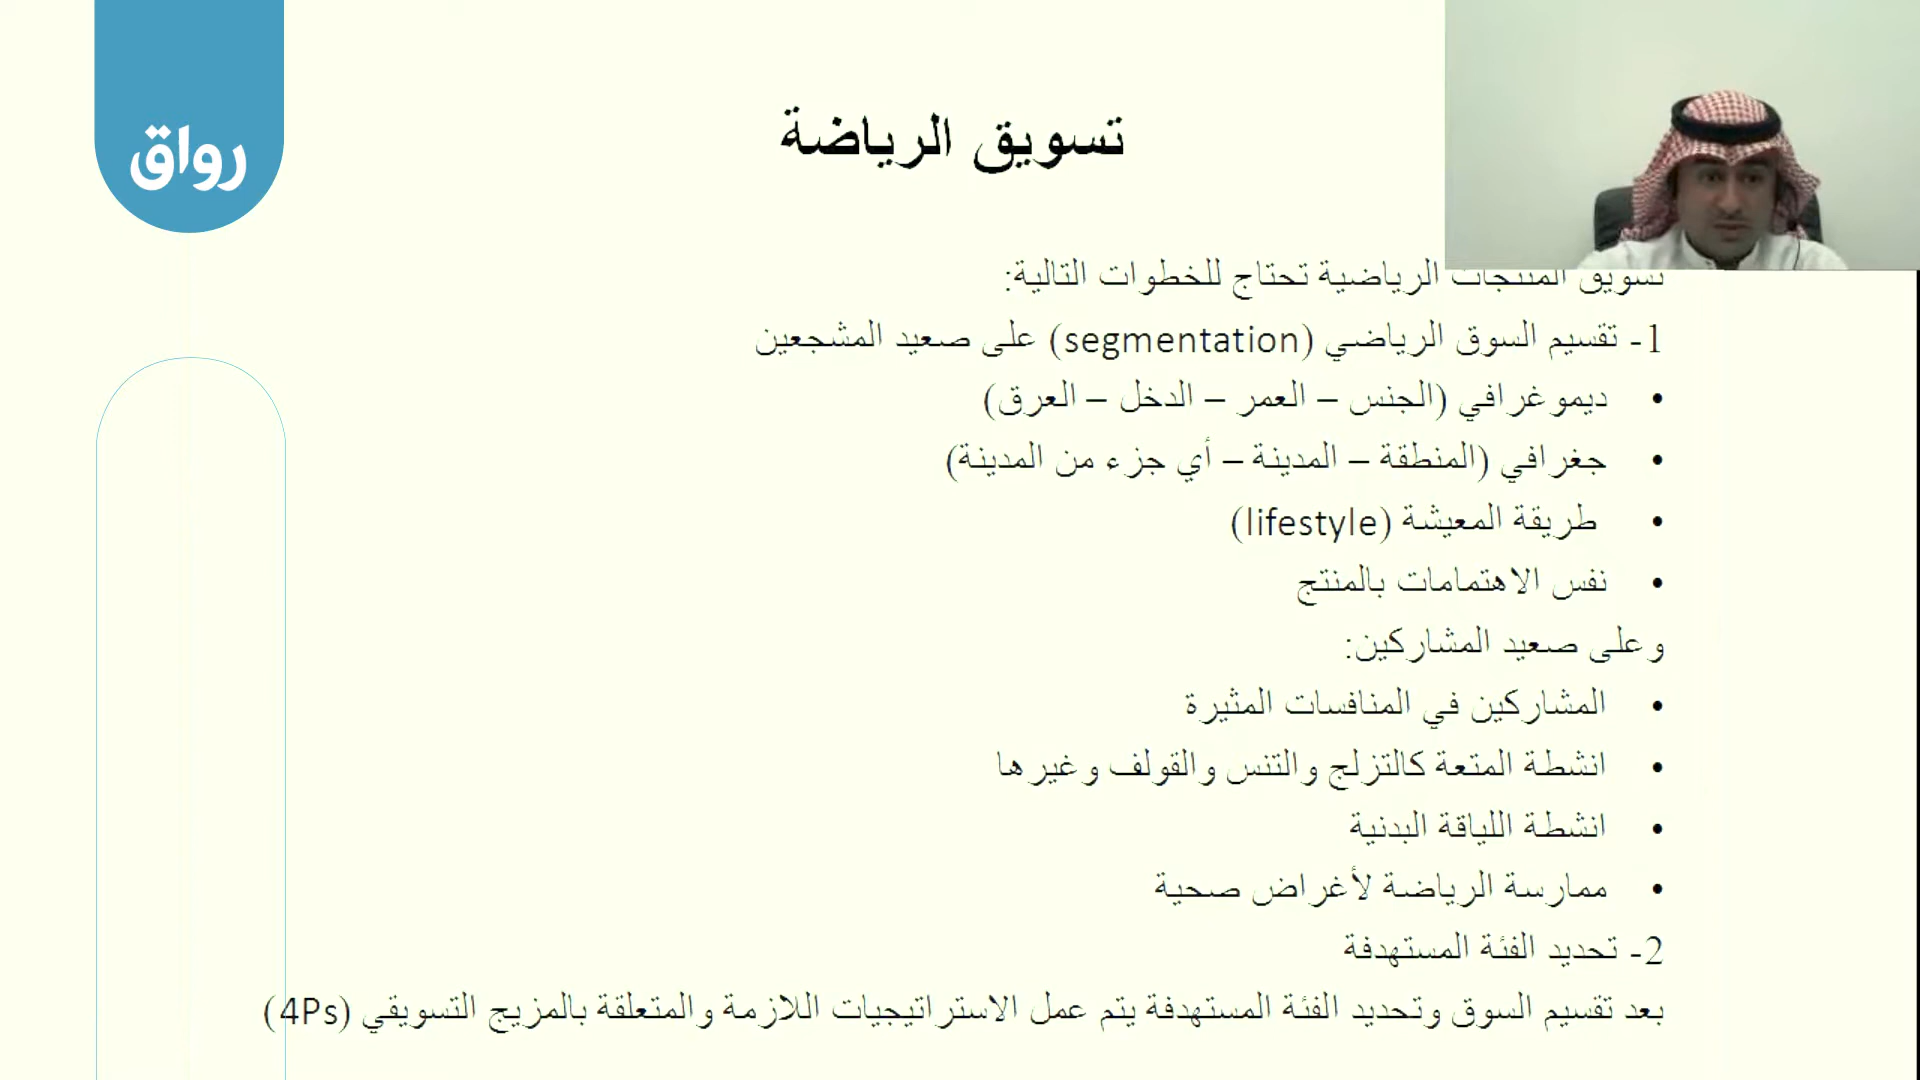 رواق
تسويق الرياضة
تسويق المنتجات الرياضية تحتاج للخطوات التالية:
1- تقسيم السوق الرياضي (segmentation) على صعيد المشجعين
• ديموغرافي (الجنس – العمر – الدخل – العرق)
• جغرافي (المنطقة – المدينة – أي جزء من المدينة)
• طريقة المعيشة (lifestyle)
• نفس الاهتمامات بالمنتج
وعلى صعيد المشاركين:
• المشاركين في المنافسات المثيرة
• انشطة المتعة كالتزلج والتنس والقولف وغيرها
• انشطة اللياقة البدنية
• ممارسة الرياضة لأغراض صحية
2- تحديد الفئة المستهدفة
بعد تقسيم السوق وتحديد الفئة المستهدفة يتم عمل الاستراتيجيات اللازمة والمتعلقة بالمزيج التسويقي (4Ps)